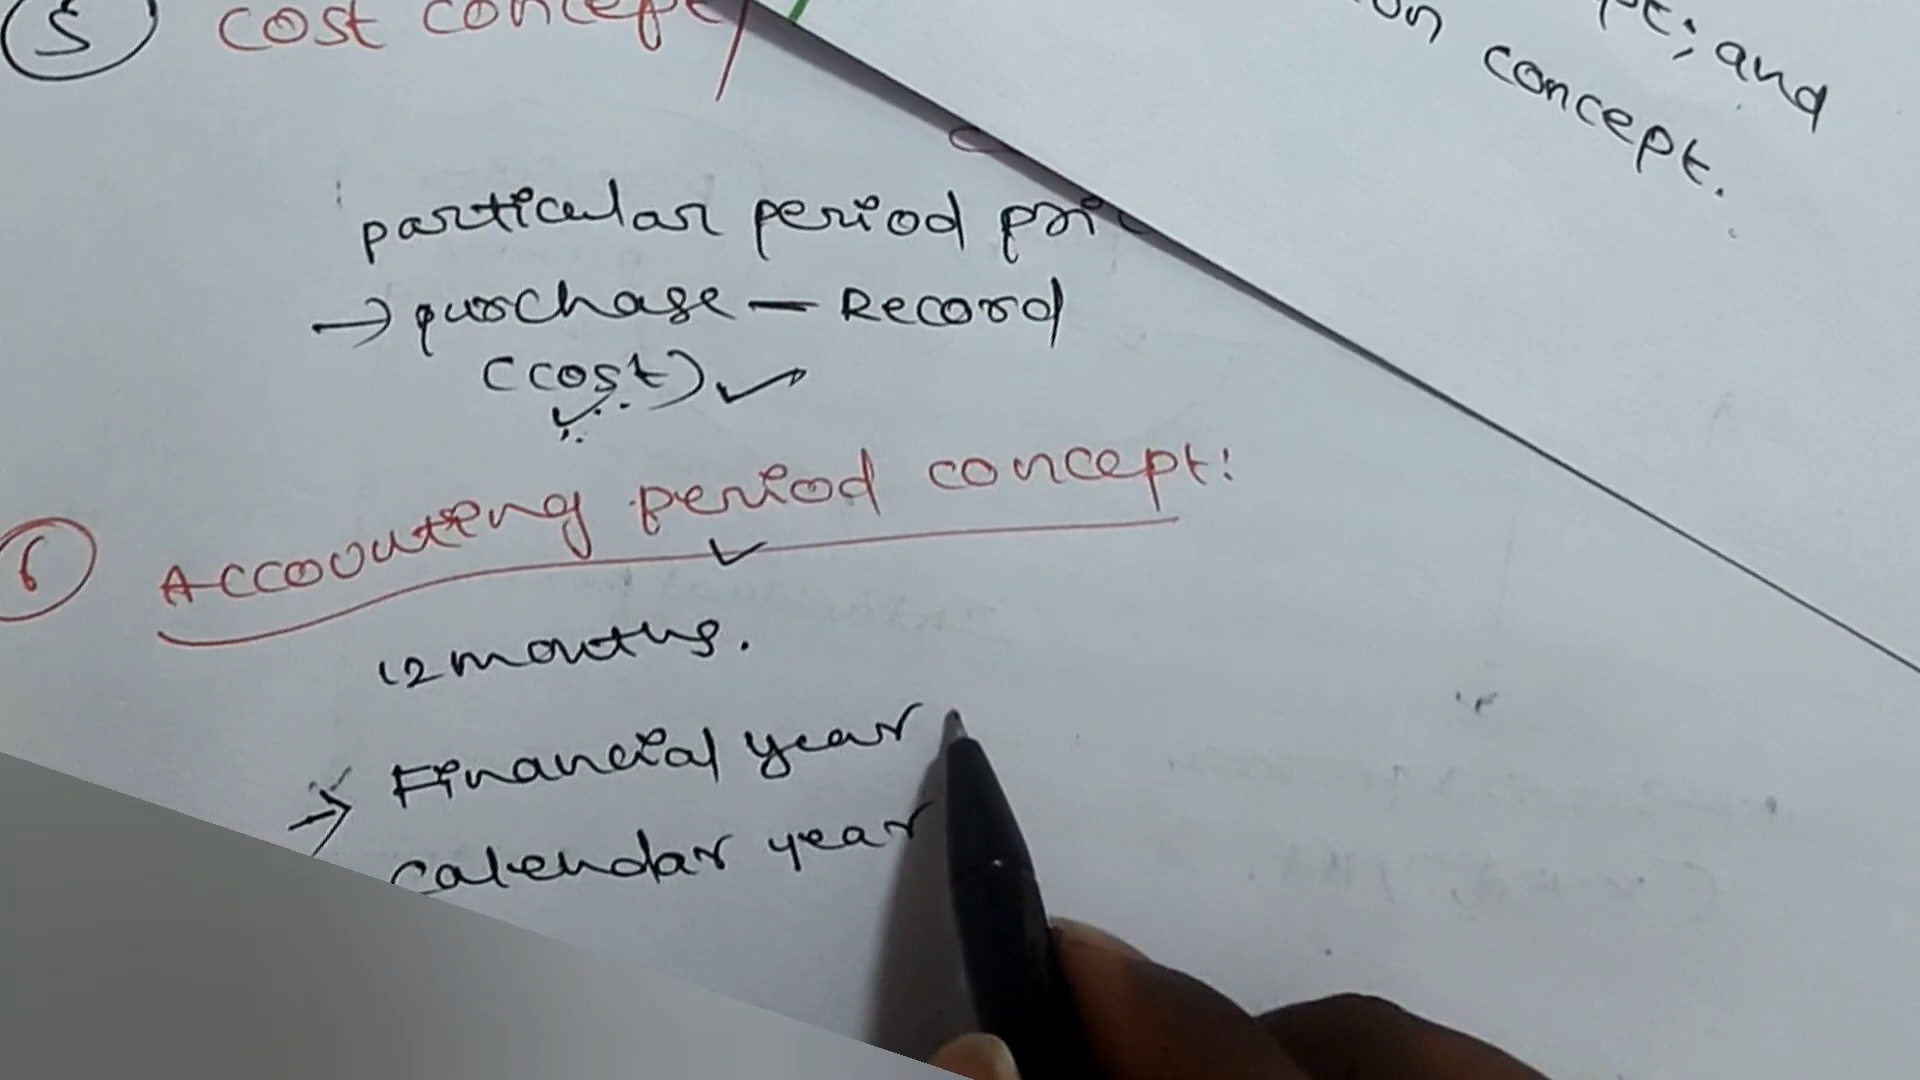 5 cost concept
particular period
→ purchase - Record
(cost) ✓
6 Accounting period concept:
12 months.
→ Financial year
calendar year
; and
concept.